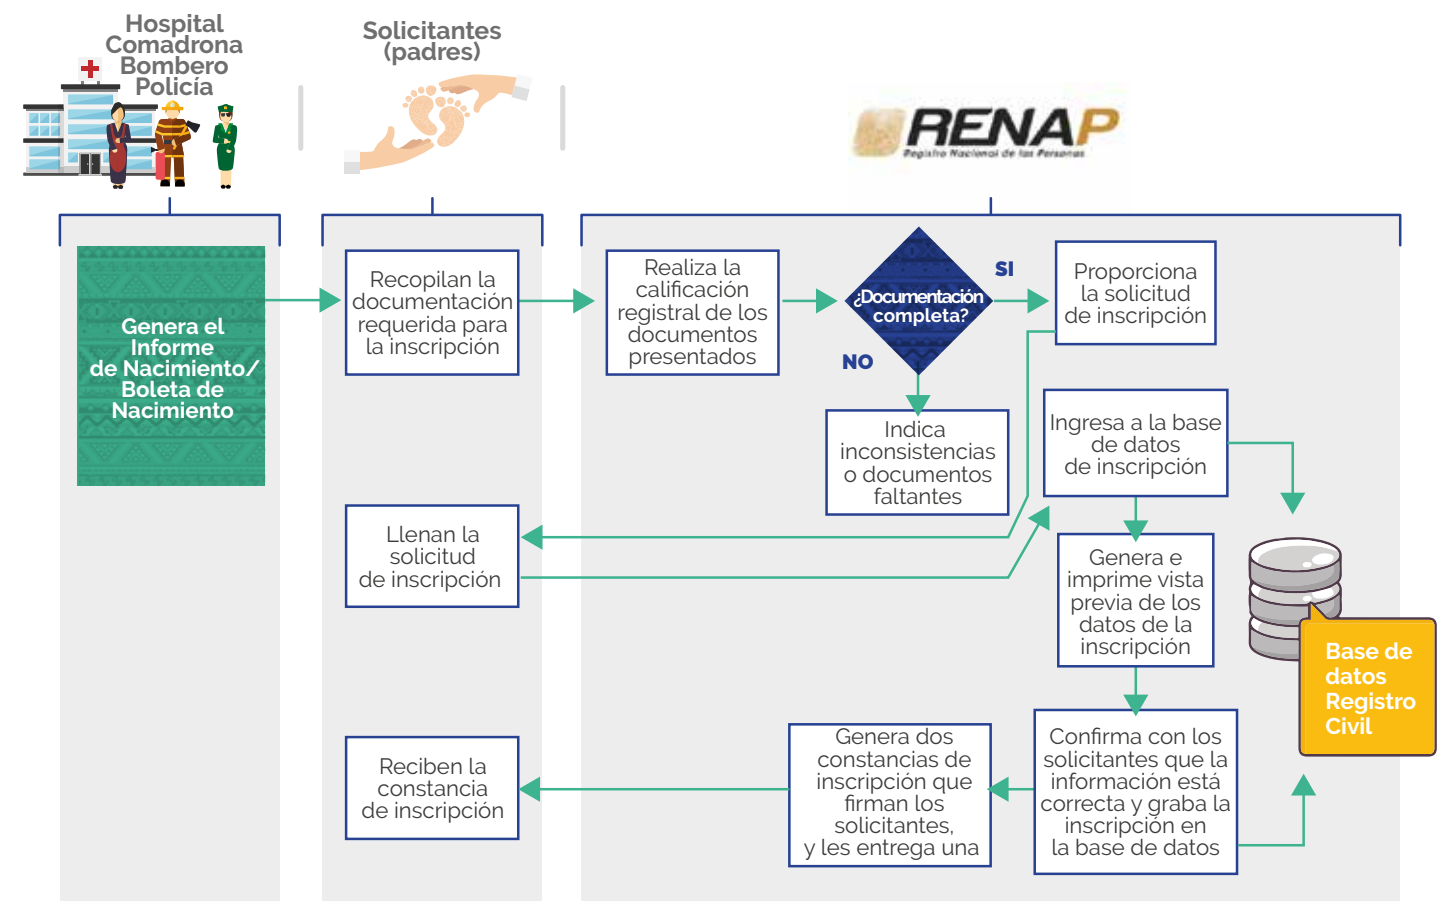 Hospital
Comadrona
Bombero
Policía
Solicitantes
(padres)
RENAP
Registro Nacional de las Personas
Genera el
Informe
de Nacimiento/
Boleta de
Nacimiento
Recopilan la
documentación
requerida para
la inscripción
Realiza la
calificación
registral de los
documentos
presentados
¿Documentación
completa?
SI
NO
Proporciona
la solicitud
de inscripción
Indica
inconsistencias
o documentos
faltantes
Ingresa a la base
de datos
de inscripción
Llenan la
solicitud
de inscripción
Genera e
imprime vista
previa de los
datos de la
inscripción
Base de
datos
Registro
Civil
Confirma con los
solicitantes que la
información está
correcta y graba la
inscripción en
la base de datos
Genera dos
constancias de
inscripción que
firman los
solicitantes,
y les entrega una
Reciben la
constancia
de inscripción